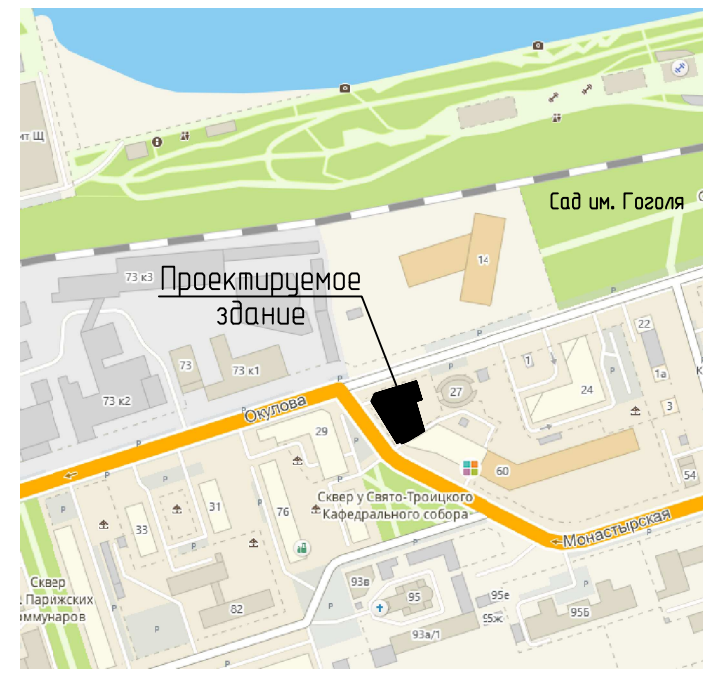 ит Щ
Сад им. Гоголя
14
73 к3
Проектируемое
здание
P
22
P
P
1
73
73 к1
P
1а
27
24
73 к2
Окулова
3
P
29
P
60
54
Сквер у Свято-Троицкого
Кафедрального собора
76
31
33
Монастырская
P
Сквер
Парижских
ммунаров
93в
95
95е
82
95ж
95Б
93а/1
P
P